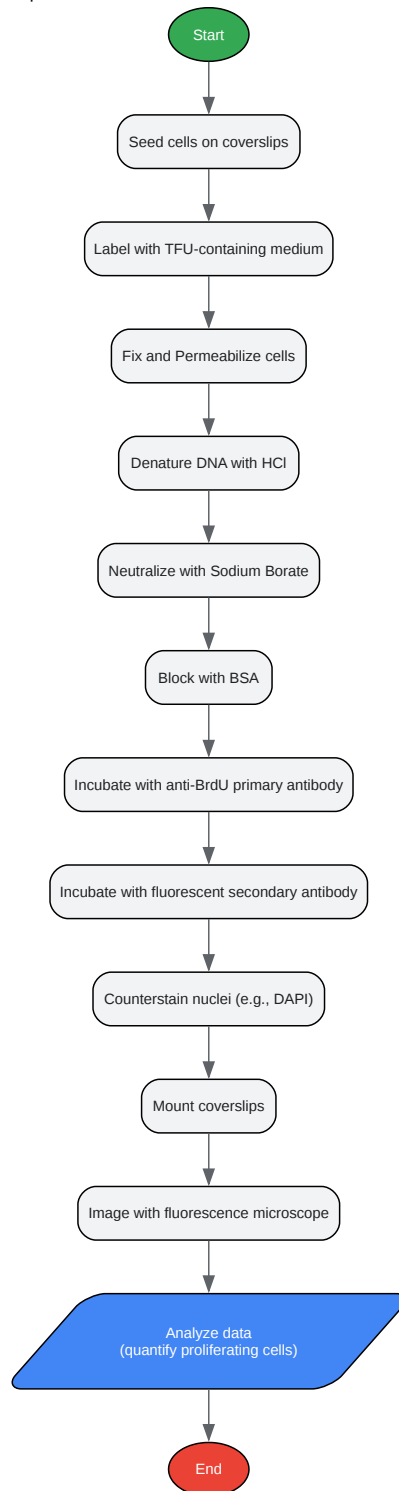 Start
Seed cells on coverslips
Label with TFU-containing medium
Fix and Permeabilize cells
Denature DNA with HCl
Neutralize with Sodium Borate
Block with BSA
Incubate with anti-BrdU primary antibody
Incubate with fluorescent secondary antibody
Counterstain nuclei (e.g., DAPI)
Mount coverslips
Image with fluorescence microscope
Analyze data
(quantify proliferating cells)
End